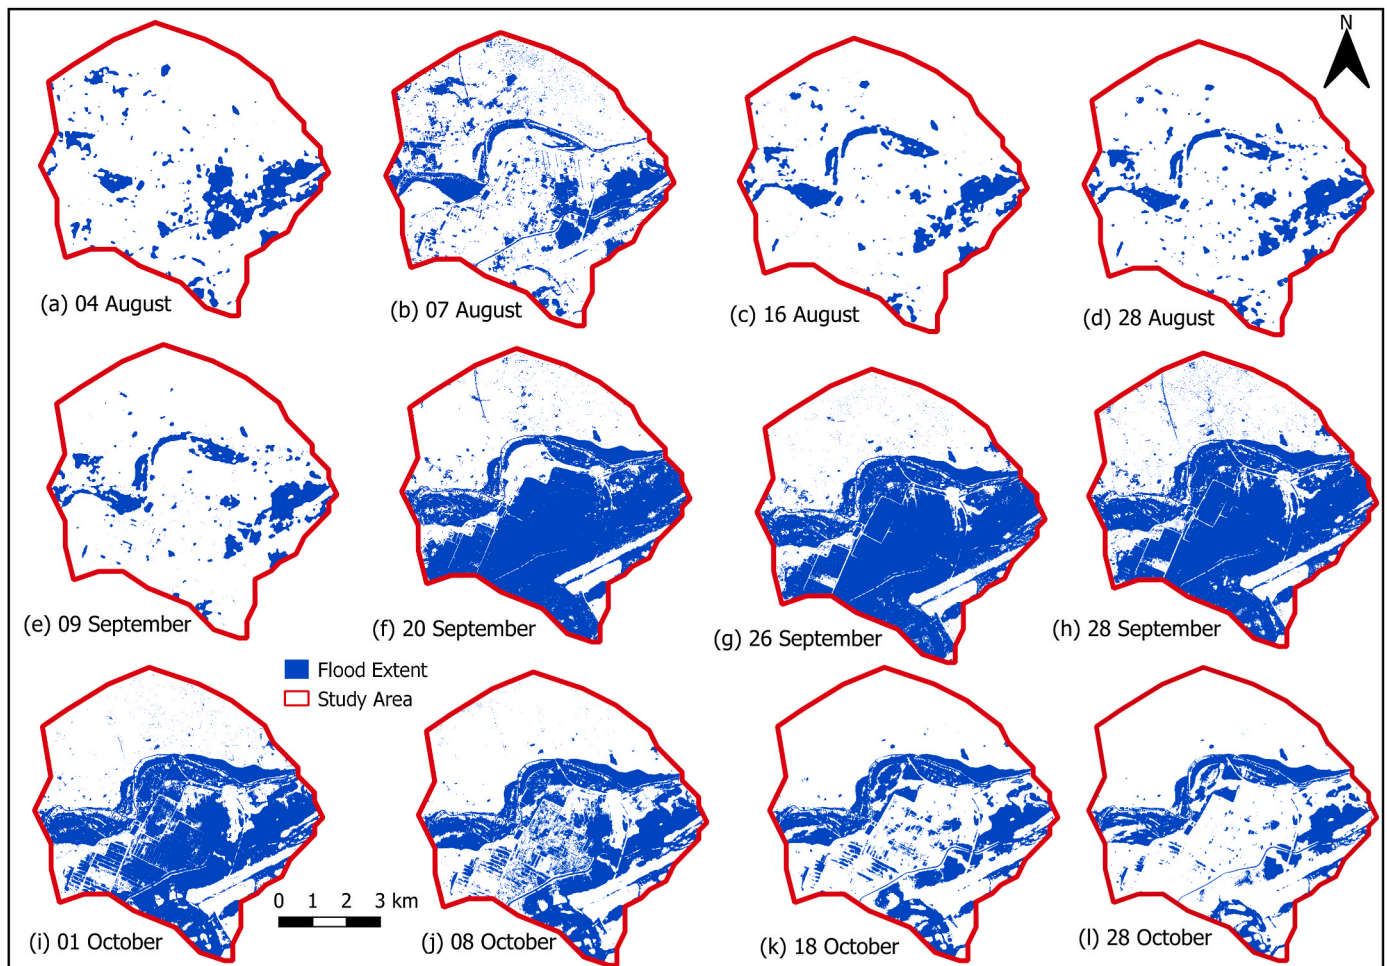 N
(a) 04 August
(b) 07 August
(c) 16 August
(d) 28 August
(e) 09 September
(f) 20 September
(g) 26 September
(h) 28 September
Flood Extent
Study Area
0 1 2 3 km
(i) 01 October
(j) 08 October
(k) 18 October
(l) 28 October